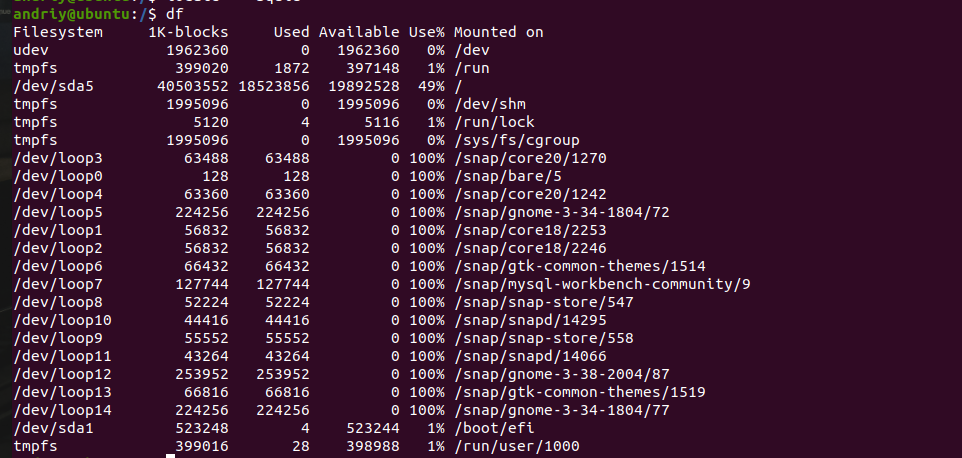 andriy@ubuntu:/$ df
Filesystem     1K-blocks     Used Available Use% Mounted on
udev             1962360        0   1962360   0% /dev
tmpfs             399020     1872    397148   1% /run
/dev/sda5       40503552 18523856  19892528  49% /
tmpfs            1995096        0   1995096   0% /dev/shm
tmpfs               5120        4      5116   1% /run/lock
tmpfs            1995096        0   1995096   0% /sys/fs/cgroup
/dev/loop3         63488    63488         0 100% /snap/core20/1270
/dev/loop0           128      128         0 100% /snap/bare/5
/dev/loop4         63360    63360         0 100% /snap/core20/1242
/dev/loop5        224256   224256         0 100% /snap/gnome-3-34-1804/72
/dev/loop1         56832    56832         0 100% /snap/core18/2253
/dev/loop2         56832    56832         0 100% /snap/core18/2246
/dev/loop6         66432    66432         0 100% /snap/gtk-common-themes/1514
/dev/loop7        127744   127744         0 100% /snap/mysql-workbench-community/9
/dev/loop8         52224    52224         0 100% /snap/snap-store/547
/dev/loop10        44416    44416         0 100% /snap/snapd/14295
/dev/loop9         55552    55552         0 100% /snap/snap-store/558
/dev/loop11        43264    43264         0 100% /snap/snapd/14066
/dev/loop12       253952   253952         0 100% /snap/gnome-3-38-2004/87
/dev/loop13        66816    66816         0 100% /snap/gtk-common-themes/1519
/dev/loop14       224256   224256         0 100% /snap/gnome-3-34-1804/77
/dev/sda1         523248        4    523244   1% /boot/efi
tmpfs             399016       28    398988   1% /run/user/1000